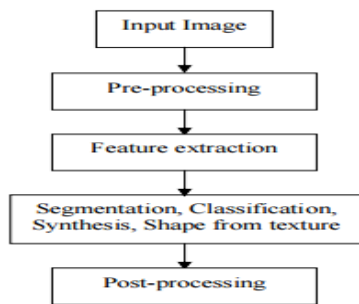 Input Image
Pre-processing
Feature extraction
Segmentation, Classification,
Synthesis, Shape from texture
Post-processing